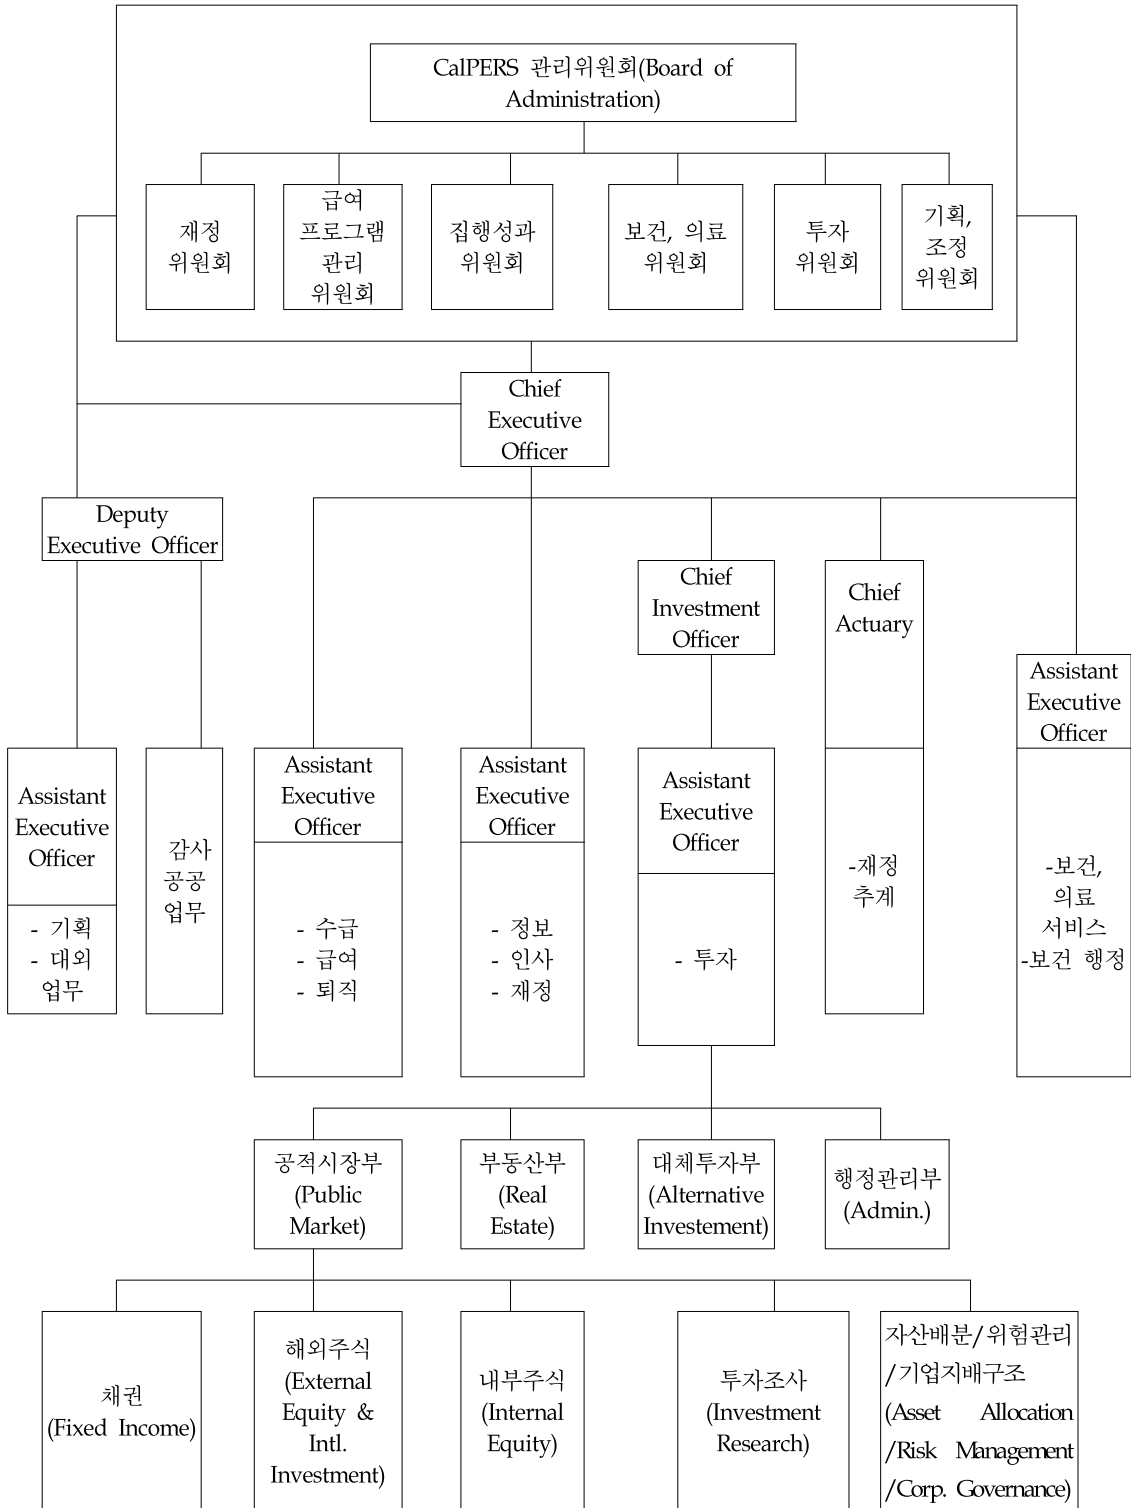 CalPERS 관리위원회(Board of
Administration)
재정
위원회
급여
프로그램
관리
위원회
집행성과
위원회
보건, 의료
위원회
투자
위원회
기획,
조정
위원회
Chief
Executive
Officer
Deputy
Executive Officer
Chief
Investment
Officer
Chief
Actuary
Assistant
Executive
Officer
Assistant
Executive
Officer
- 기획
- 대외
업무
감사
공공
업무
Assistant
Executive
Officer
- 수급
- 급여
- 퇴직
Assistant
Executive
Officer
- 정보
- 인사
- 재정
Assistant
Executive
Officer
- 투자
-재정
추계
-보건,
의료
서비스
-보건 행정
공적시장부
(Public
Market)
부동산부
(Real
Estate)
대체투자부
(Alternative
Investement)
행정관리부
(Admin.)
채권
(Fixed Income)
해외주식
(External
Equity &
Intl.
Investment)
내부주식
(Internal
Equity)
투자조사
(Investment
Research)
자산배분/위험관리
/기업지배구조
(Asset Allocation
/Risk Management
/Corp. Governance)